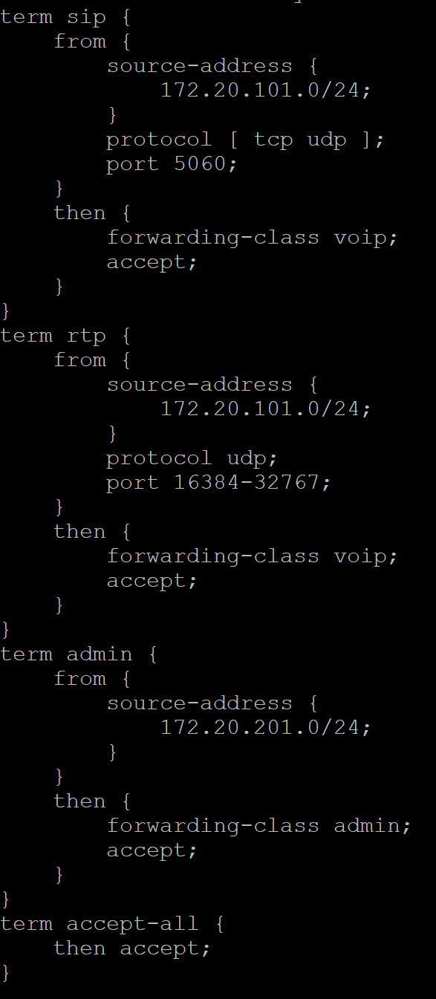 term sip {
    from {
        source-address {
            172.20.101.0/24;
        }
        protocol [ tcp udp ];
        port 5060;
    }
    then {
        forwarding-class voip;
        accept;
    }
}
term rtp {
    from {
        source-address {
            172.20.101.0/24;
        }
        protocol udp;
        port 16384-32767;
    }
    then {
        forwarding-class voip;
        accept;
    }
}
term admin {
    from {
        source-address {
            172.20.201.0/24;
        }
    }
    then {
        forwarding-class admin;
        accept;
    }
}
term accept-all {
    then accept;
}